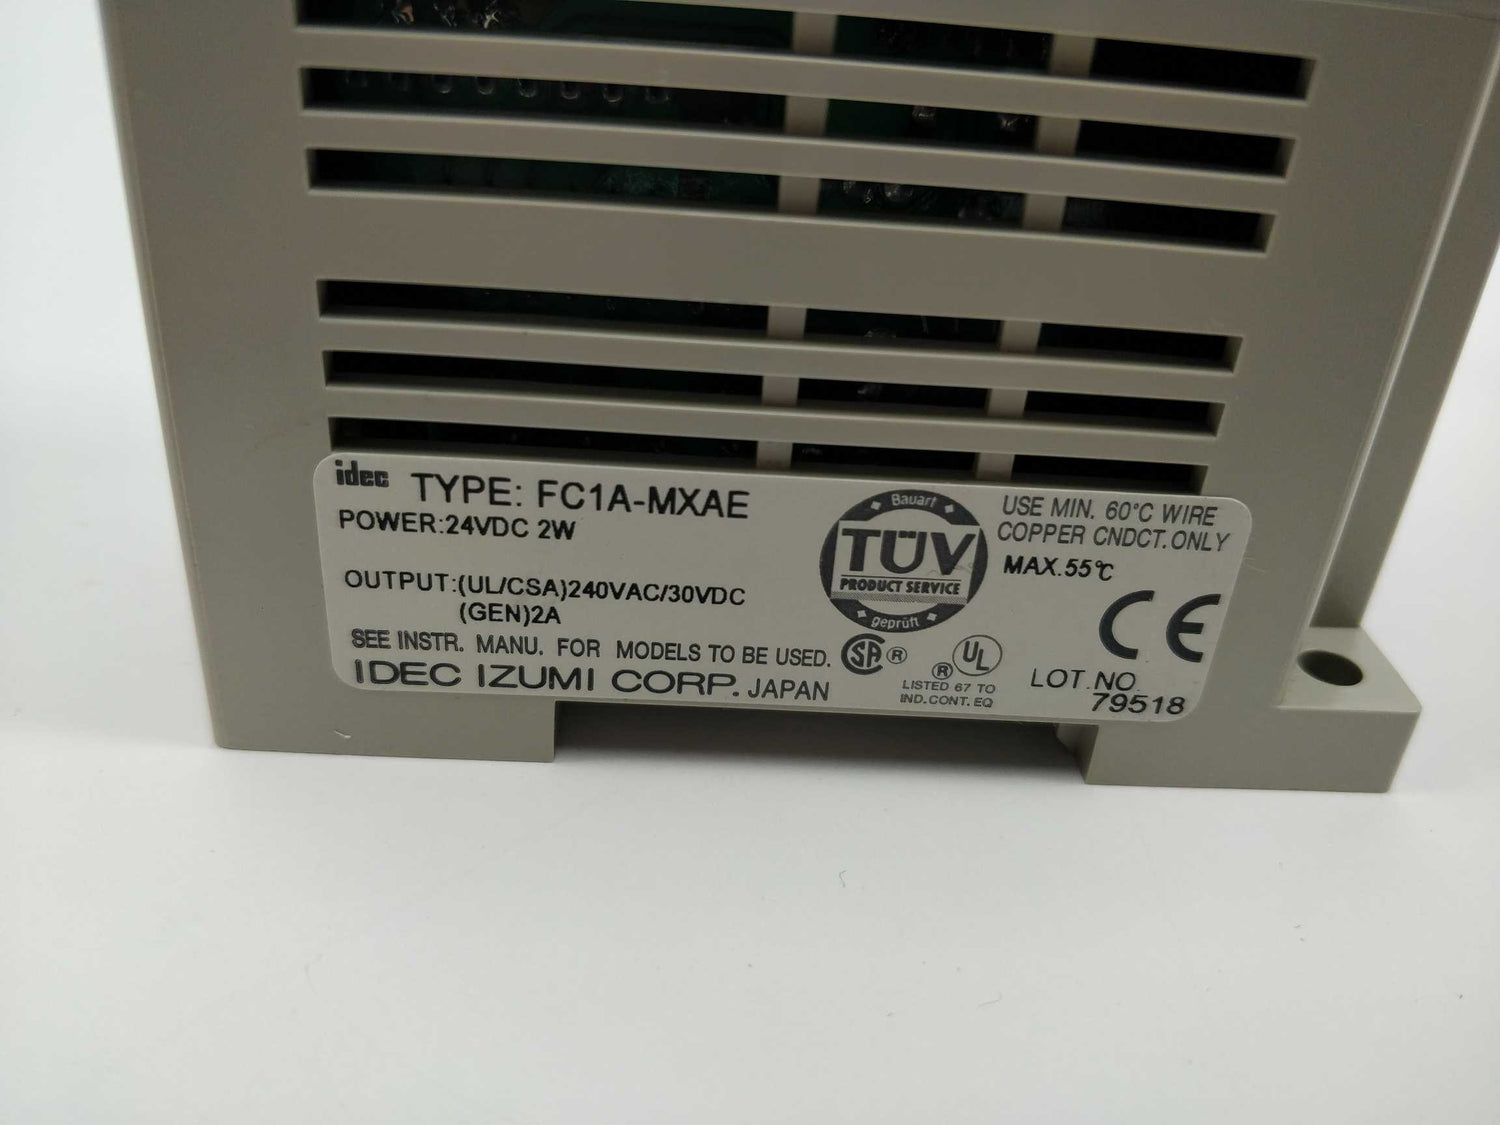 idec TYPE: FC1A-MXAE
POWER:24VDC 2W
OUTPUT:(UL/CSA)240VAC/30VDC
(GEN)2A
SEE INSTR. MANU. FOR MODELS TO BE USED.
IDEC IZUMI CORP. JAPAN
Bauart
TÜV
PRODUCT SERVICE
geprüft
SA ®
UL ®
LISTED 67 TO
IND.CONT.EQ
USE MIN. 60°C WIRE
COPPER CNDCT.ONLY
MAX.55℃
CE
LOT.NO.
79518